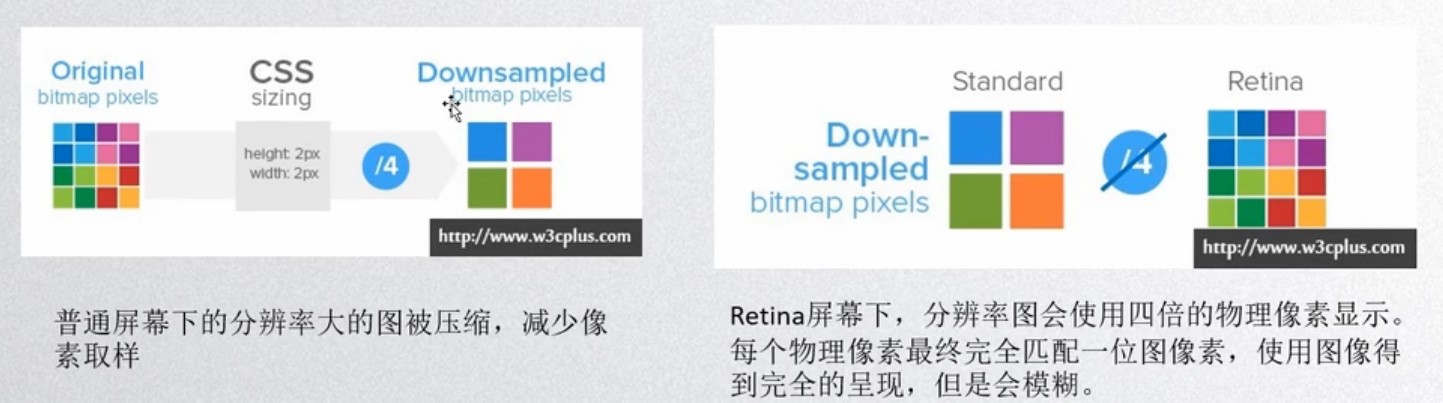 Original
bitmap pixels
CSS
sizing
height: 2px
width: 2px
/4
Downsampled
bitmap pixels
http://www.w3cplus.com
普通屏幕下的分辨率大的图被压缩，减少像
素取样
Down-
sampled
bitmap pixels
Standard
/4
Retina
http://www.w3cplus.com
Retina屏幕下，分辨率图会使用四倍的物理像素显示。
每个物理像素最终完全匹配一位图像素，使用图像得
到完全的呈现，但是会模糊。